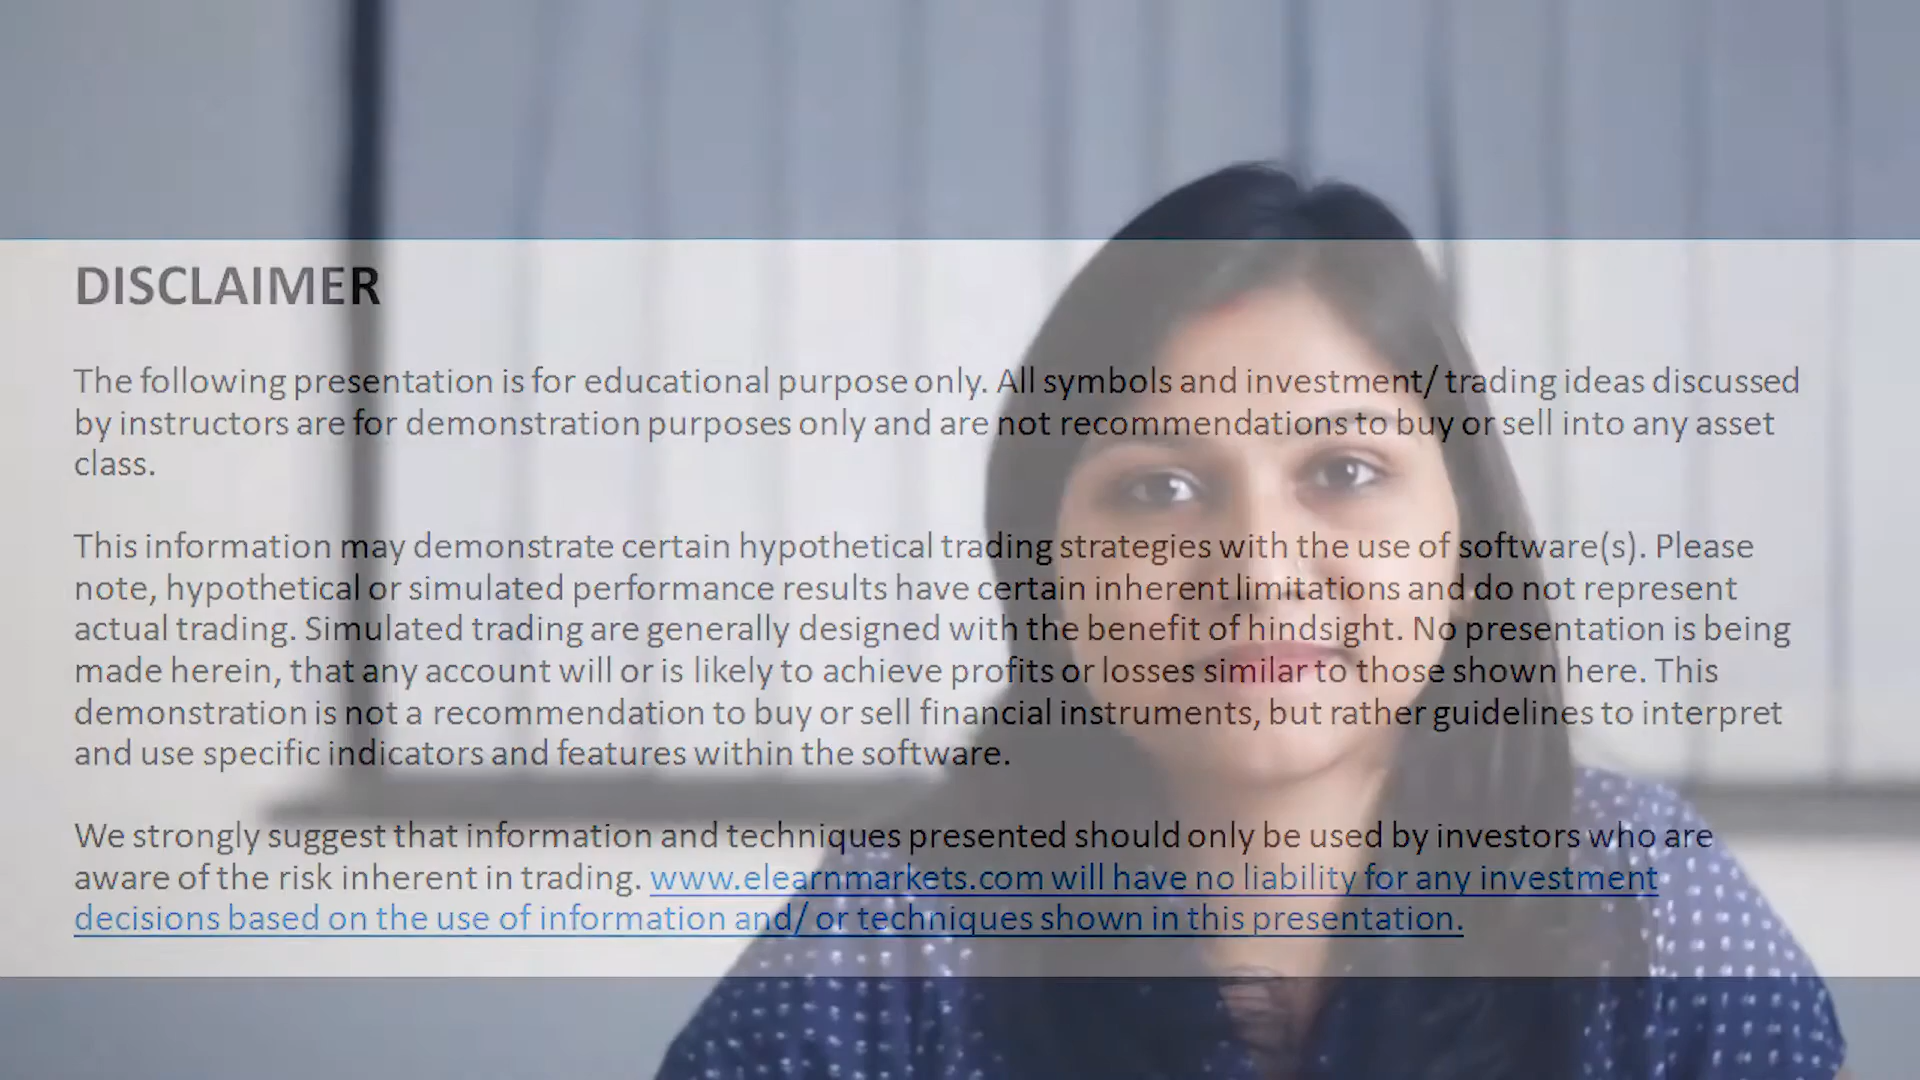 DISCLAIMER
The following presentation is for educational purpose only. All symbols and investment/ trading ideas discussed
by instructors are for demonstration purposes only and are not recommendations to buy or sell into any asset
class.
This information may demonstrate certain hypothetical trading strategies with the use of software(s). Please
note, hypothetical or simulated performance results have certain inherent limitations and do not represent
actual trading. Simulated trading are generally designed with the benefit of hindsight. No presentation is being
made herein, that any account will or is likely to achieve profits or losses similar to those shown here. This
demonstration is not a recommendation to buy or sell financial instruments, but rather guidelines to interpret
and use specific indicators and features within the software.
We strongly suggest that information and techniques presented should only be used by investors who are
aware of the risk inherent in trading. www.elearnmarkets.com will have no liability for any investment
decisions based on the use of information and/ or techniques shown in this presentation.